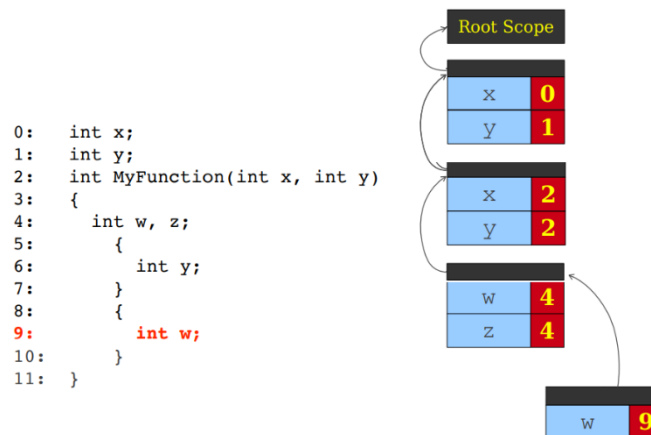 Root Scope
x 0
y 1
x 2
y 2
w 4
z 4
w 9
0: int x;
1: int y;
2: int MyFunction(int x, int y)
3: {
4: int w, z;
5: {
6: int y;
7: }
8: {
9: int w;
10: }
11: }